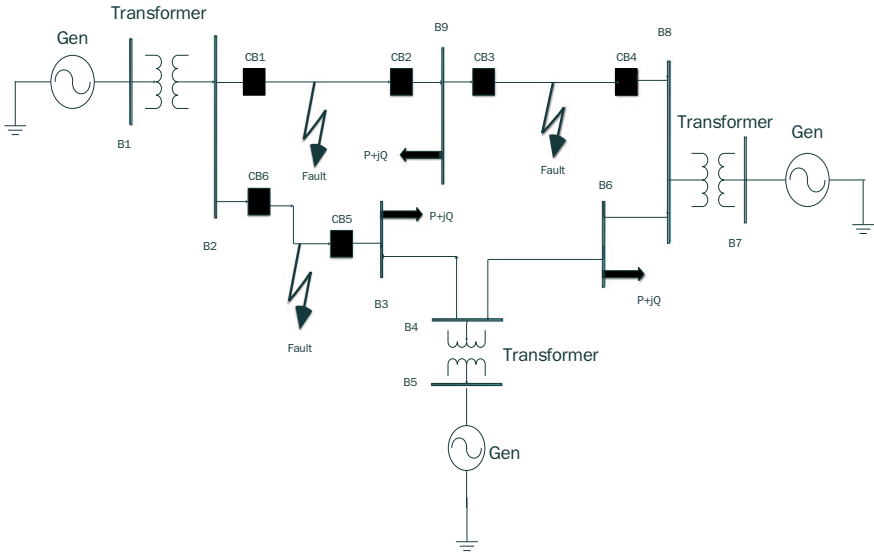 Transformer
Gen
B1
B2
CB1
CB2
B9
CB3
CB4
B8
Fault
P+jQ
Fault
Transformer
Gen
B7
CB6
CB5
P+jQ
B3
Fault
B6
P+jQ
B4
Transformer
B5
Gen